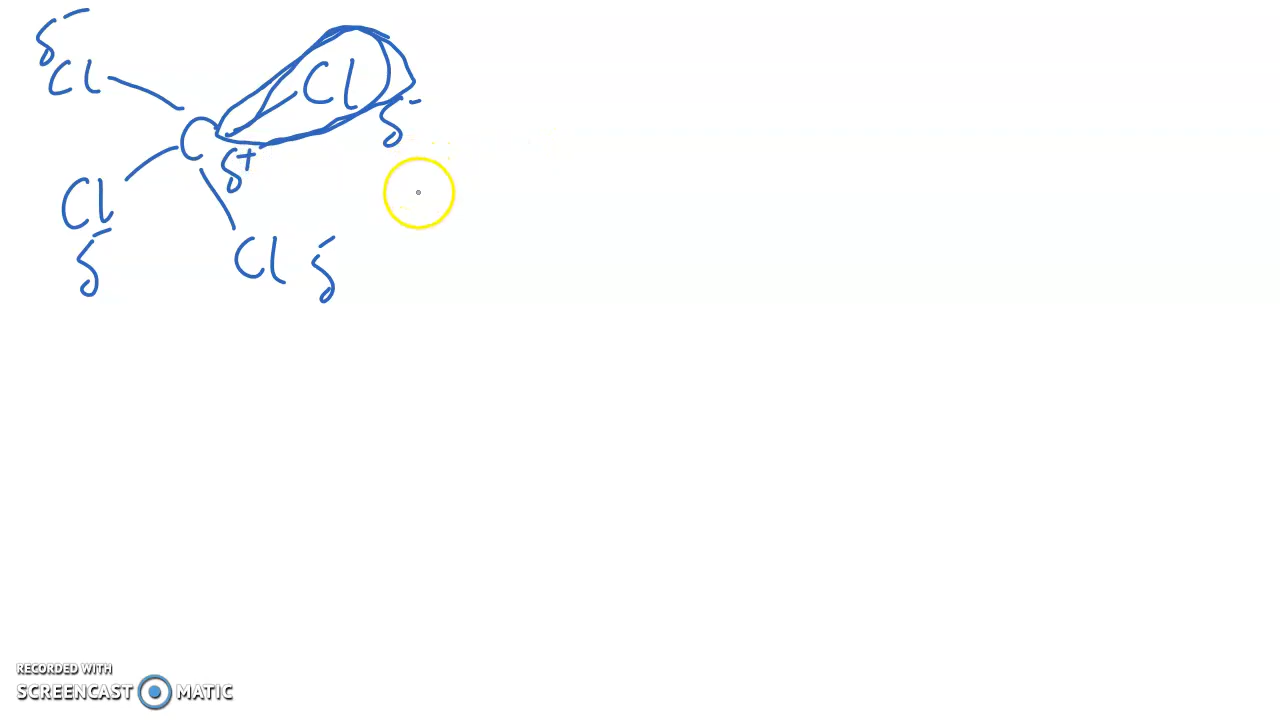 δ⁻
Cl
Cl
δ⁻
C
δ⁺
Cl
δ⁻
Cl δ⁻
RECORDED WITH
SCREENCAST MATIC